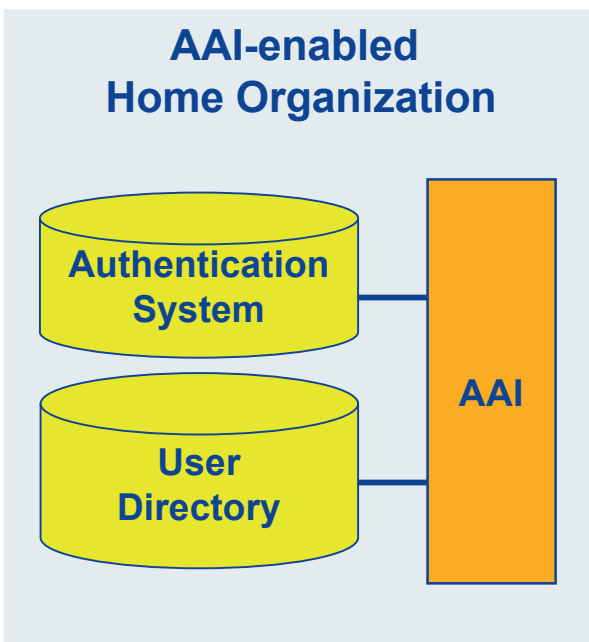 AAI-enabled
Home Organization
Authentication
System
AAI
User
Directory